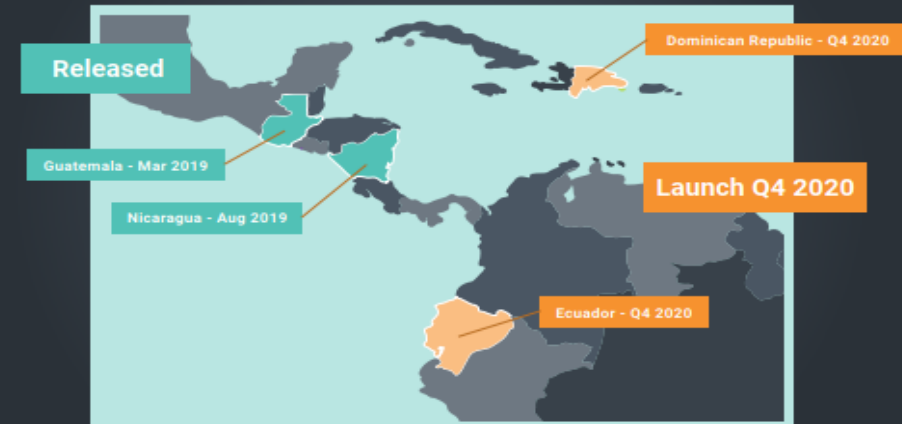 Released
Guatemala - Mar 2019
Nicaragua - Aug 2019
Dominican Republic - Q4 2020
Launch Q4 2020
Ecuador - Q4 2020